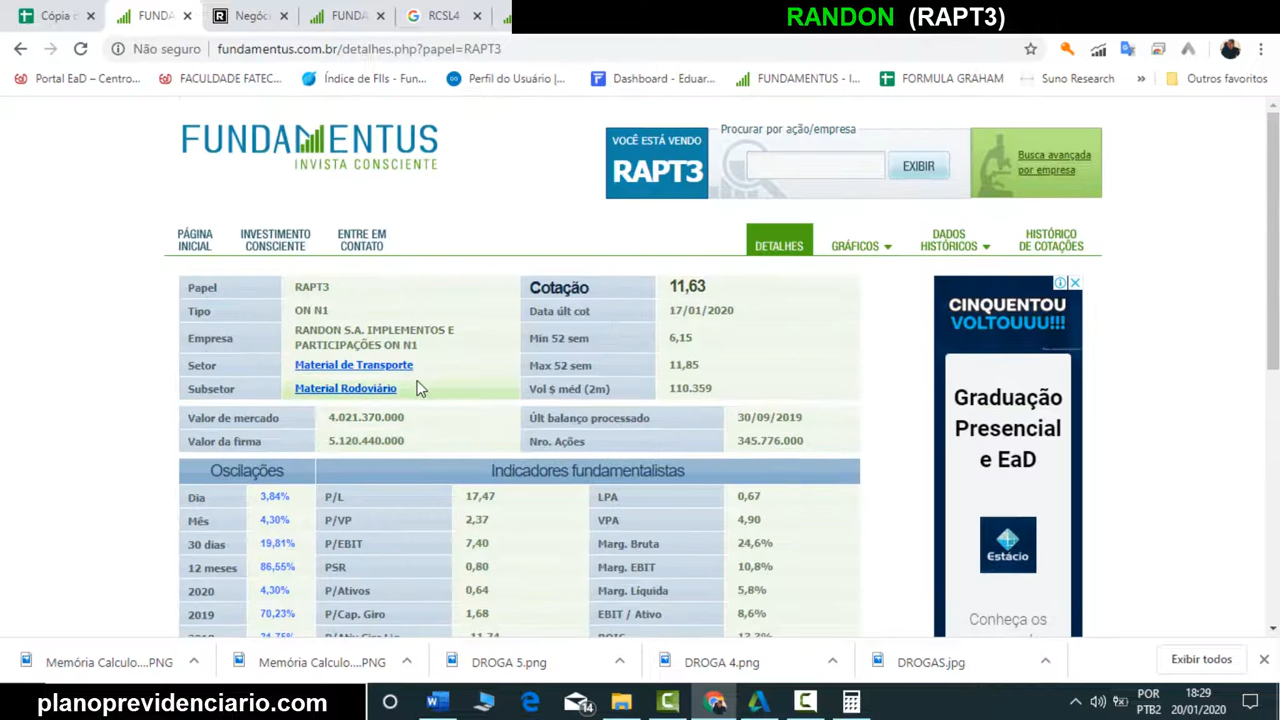 RANDON (RAPT3)
Cópia c
FUNDA
Negóci
FUNDA
RCSL4
Não seguro fundamentus.com.br/detalhes.php?papel=RAPT3
Portal EaD – Centro... FACULDADE FATEC... Índice de FIIs - Fun... Perfil do Usuário |... Dashboard - Eduar... FUNDAMENTUS - I... FORMULA GRAHAM Suno Research » Outros favoritos
FUNDAMENTUS
INVISTA CONSCIENTE
VOCÊ ESTÁ VENDO
RAPT3
Procurar por ação/empresa
EXIBIR
Busca avançada
por empresa
PÁGINA
INICIAL
INVESTIMENTO
CONSCIENTE
ENTRE EM
CONTATO
DETALHES
GRÁFICOS
DADOS
HISTÓRICOS
HISTÓRICO
DE COTAÇÕES
Papel RAPT3 Cotação 11,63
Tipo ON N1 Data últ cot 17/01/2020
Empresa RANDON S.A. IMPLEMENTOS E
PARTICIPAÇÕES ON N1 Min 52 sem 6,15
Setor Material de Transporte Max 52 sem 11,85
Subsetor Material Rodoviário Vol $ méd (2m) 110.359
Valor de mercado 4.021.370.000 Últ balanço processado 30/09/2019
Valor da firma 5.120.440.000 Nro. Ações 345.776.000
Oscilações Indicadores fundamentalistas
Dia 3,84% P/L 17,47 LPA 0,67
Mês 4,30% P/VP 2,37 VPA 4,90
30 dias 19,81% P/EBIT 7,40 Marg. Bruta 24,6%
12 meses 86,55% PSR 0,80 Marg. EBIT 10,8%
2020 4,30% P/Ativos 0,64 Marg. Líquida 5,8%
2019 70,23% P/Cap. Giro 1,68 EBIT / Ativo 8,6%
CINQUENTOU
VOLTOUUU!!!
Graduação
Presencial
e EaD
Estácio
Conheça os
Memória Calculo....PNG
Memória Calculo....PNG
DROGA 5.png
DROGA 4.png
DROGAS.jpg
Exibir todos
planoprevidenciario.com
14
POR
PTB2
18:29
20/01/2020